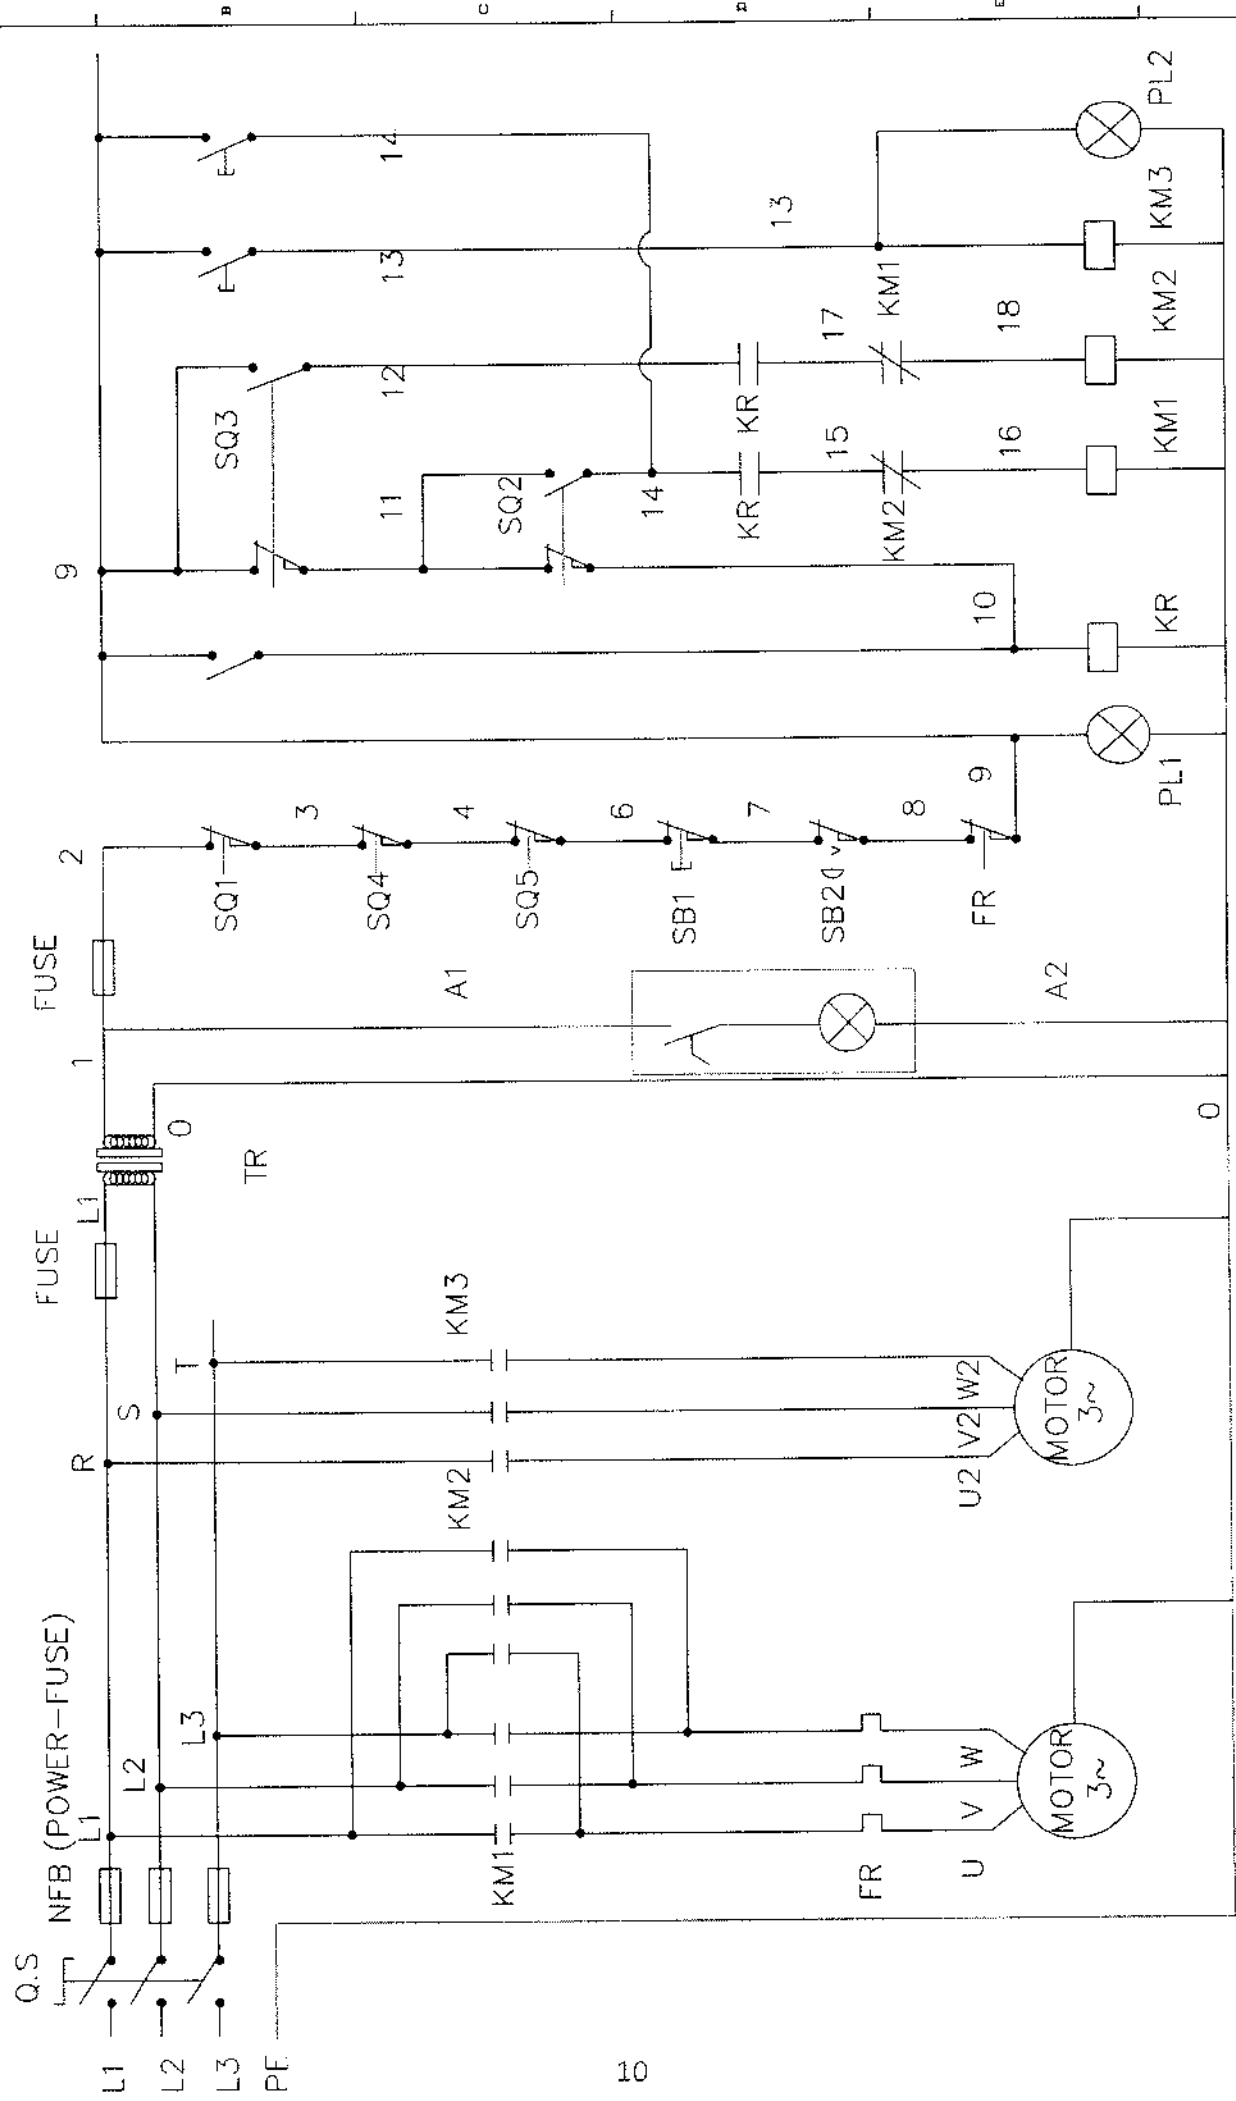 Q.S
NFB (POWER-FUSE)
FUSE
FUSE
L1
L2
L3
PE
L1
L2
L3
R
S
T
L1
TR
0
1
2
9
KM1
KM2
KM3
FR
U
V
W
U2
V2
W2
MOTOR
3~
MOTOR
3~
0
A1
A2
SQ1
3
SQ4
4
SQ5
6
SB1
7
SB2
8
FR
9
PL1
10
KR
SQ3
11
SQ2
14
KR
15
KM2
16
KM1
12
KR
17
KM1
18
KM2
13
13
KM3
14
PL2
10
B
C
D
E